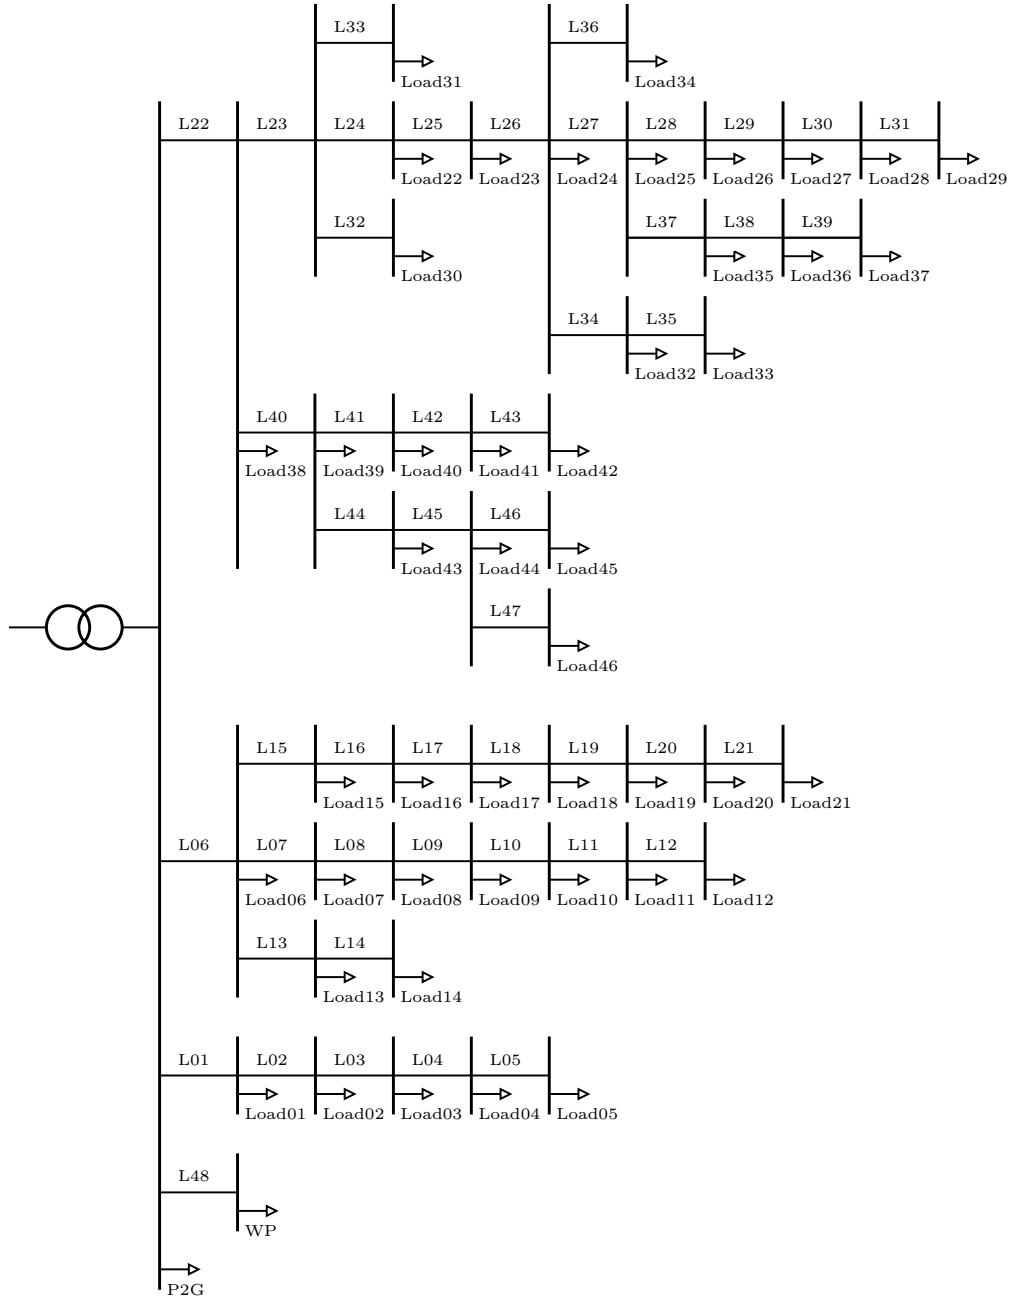 L33 L36
Load31 Load34
L22 L23 L24 L25 L26 L27 L28 L29 L30 L31
Load22 Load23 Load24 Load25 Load26 Load27 Load28 Load29
L32 L37 L38 L39
Load30 Load35 Load36 Load37
L34 L35
Load32 Load33
L40 L41 L42 L43
Load38 Load39 Load40 Load41 Load42
L44 L45 L46
Load43 Load44 Load45
L47
Load46
L15 L16 L17 L18 L19 L20 L21
Load15 Load16 Load17 Load18 Load19 Load20 Load21
L06 L07 L08 L09 L10 L11 L12
Load06 Load07 Load08 Load09 Load10 Load11 Load12
L13 L14
Load13 Load14
L01 L02 L03 L04 L05
Load01 Load02 Load03 Load04 Load05
L48
WP
P2G